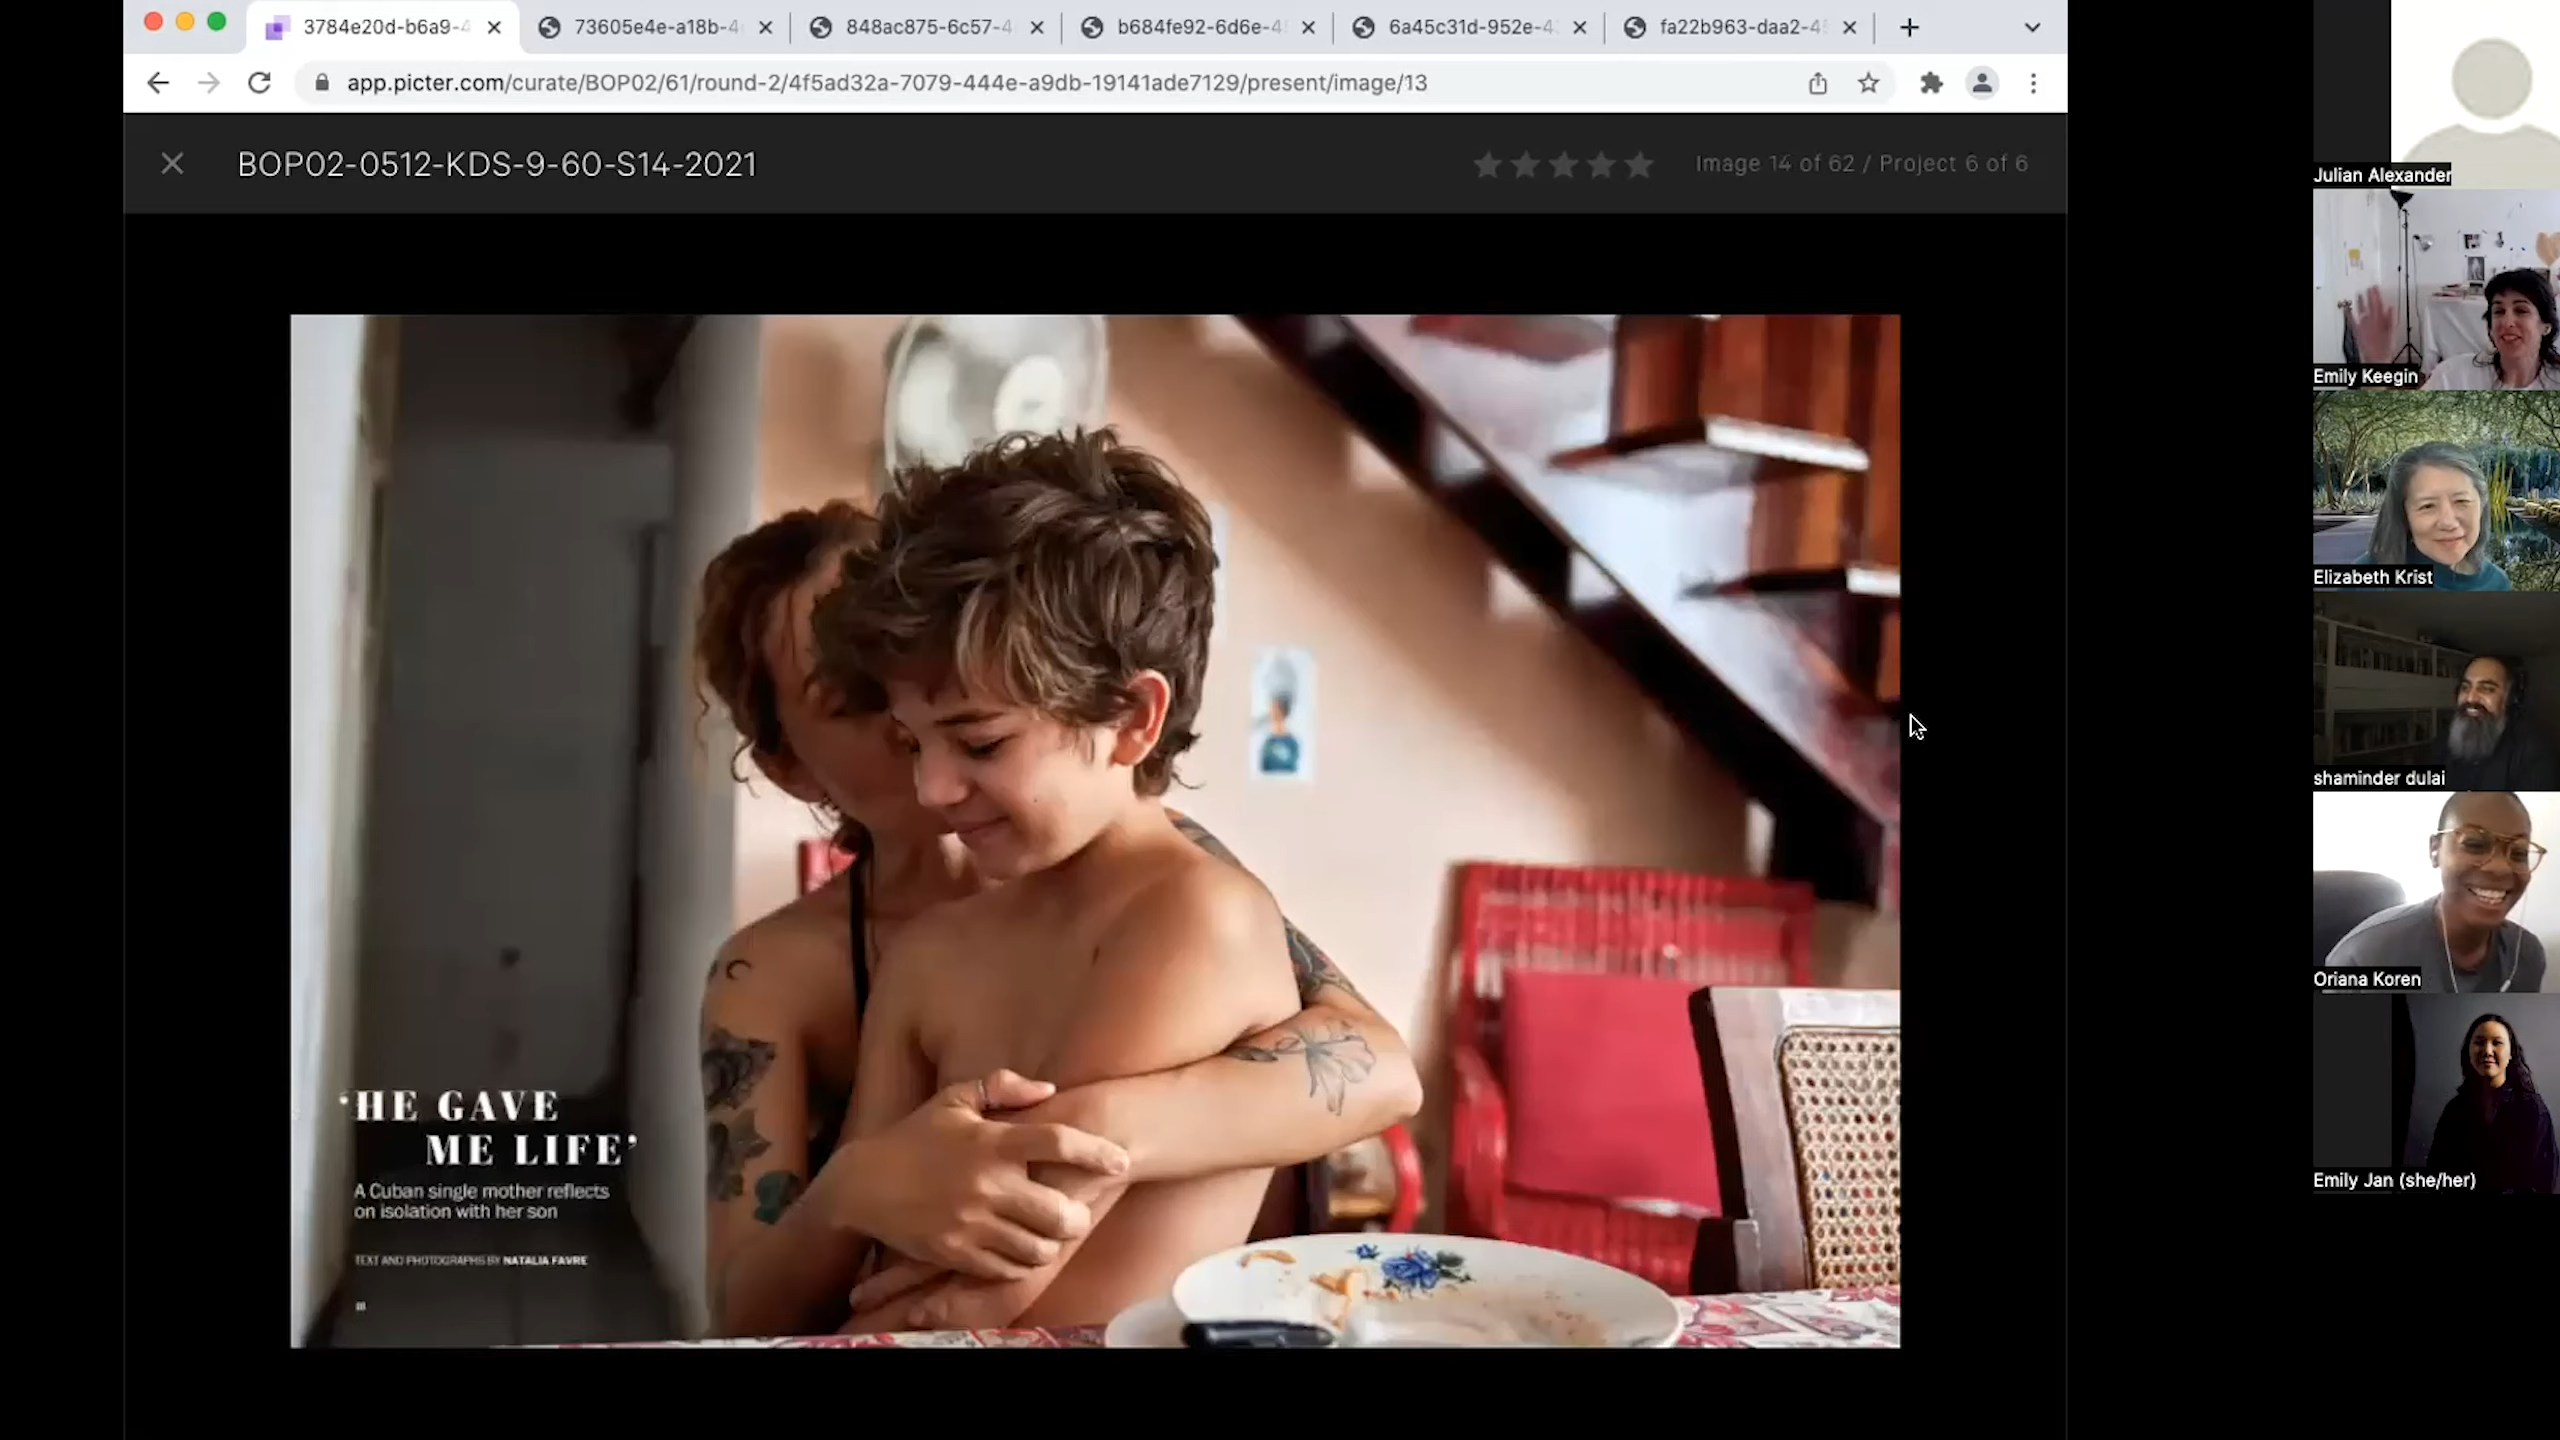 3784e20d-b6a9-4
73605e4e-a18b-4
848ac875-6c57-4
b684fe92-6d6e-4
6a45c31d-952e-4
fa22b963-daa2-4
app.picter.com/curate/BOP02/61/round-2/4f5ad32a-7079-444e-a9db-19141ade7129/present/image/13
BOP02-0512-KDS-9-60-S14-2021
Image 14 of 62 / Project 6 of 6
Julian Alexander
Emily Keegin
Elizabeth Krist
shaminder dulai
Oriana Koren
Emily Jan (she/her)
‘HE GAVE
ME LIFE’
A Cuban single mother reflects
on isolation with her son
TEXT AND PHOTOGRAPHS BY NATALIA FAVRE